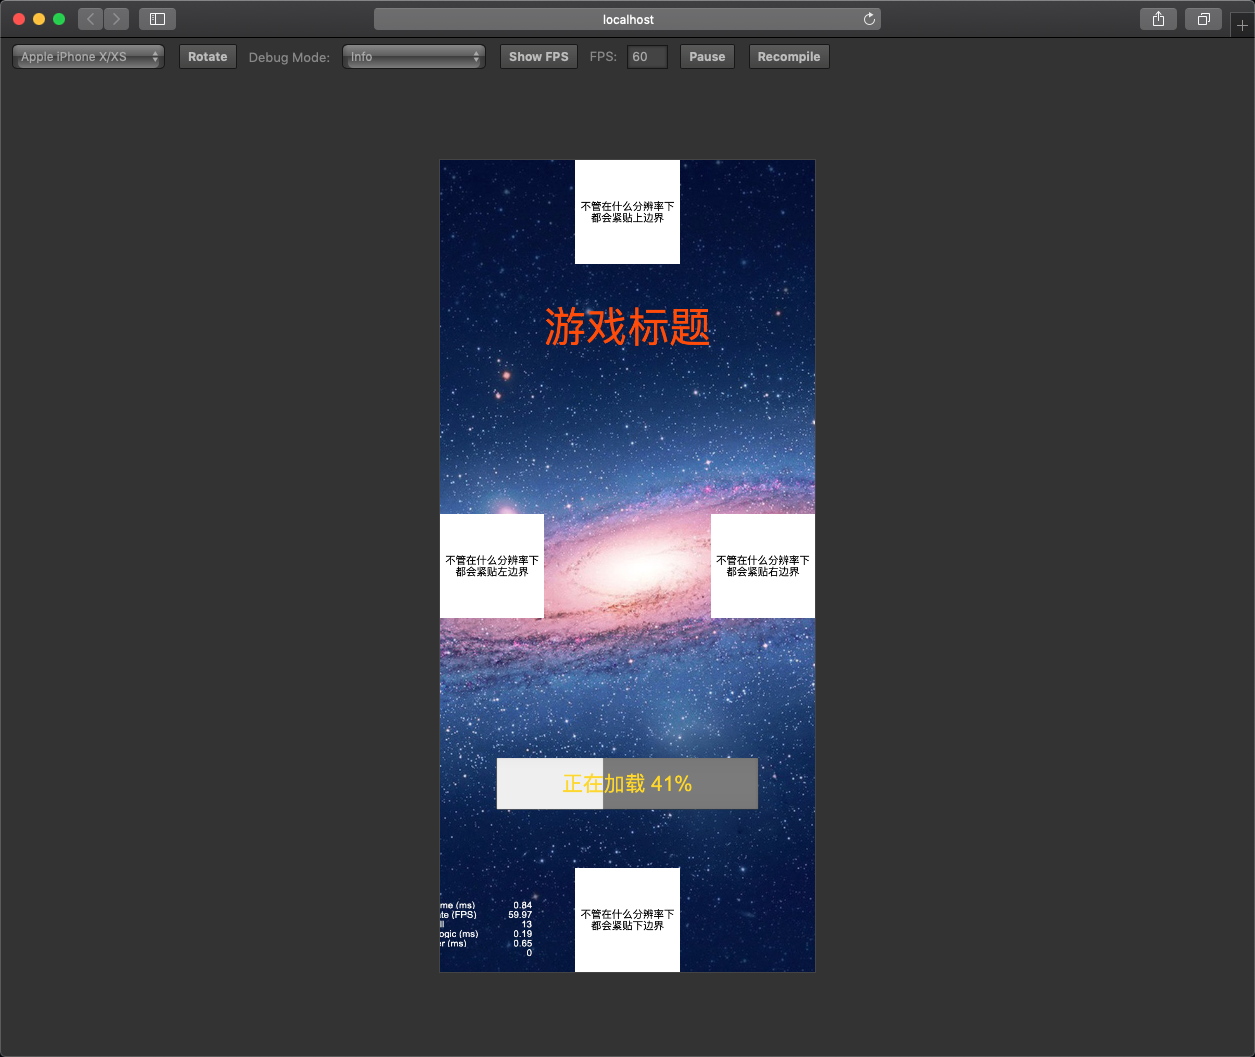 localhost
Apple iPhone X/XS
Rotate
Debug Mode:
Info
Show FPS
FPS:
60
Pause
Recompile
不管在什么分辨率下
都会紧贴上边界
游戏标题
不管在什么分辨率下
都会紧贴左边界
不管在什么分辨率下
都会紧贴右边界
正在加载 41%
me (ms) 0.84
te (FPS) 59.97
ll 13
ogic (ms) 0.19
er (ms) 0.65
0
不管在什么分辨率下
都会紧贴下边界